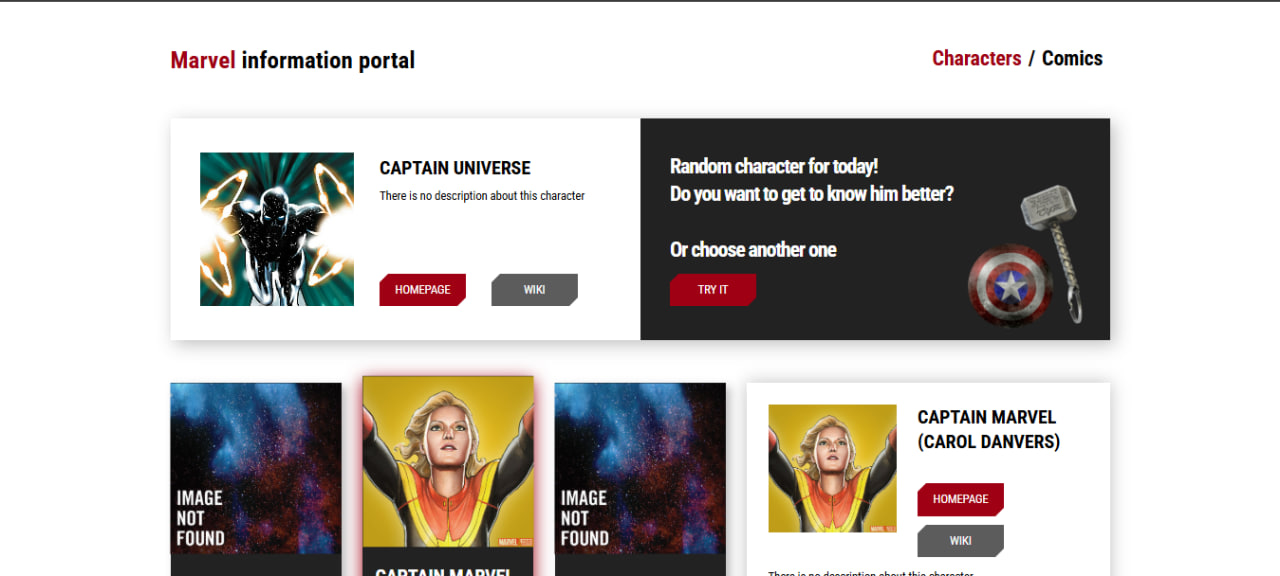 Marvel information portal
Characters / Comics
CAPTAIN UNIVERSE
There is no description about this character
HOMEPAGE
WIKI
Random character for today!
Do you want to get to know him better?
Or choose another one
TRY IT
IMAGE
NOT
FOUND
CAPTAIN MARVEL
IMAGE
NOT
FOUND
CAPTAIN MARVEL
(CAROL DANVERS)
HOMEPAGE
WIKI
There is no description about this character